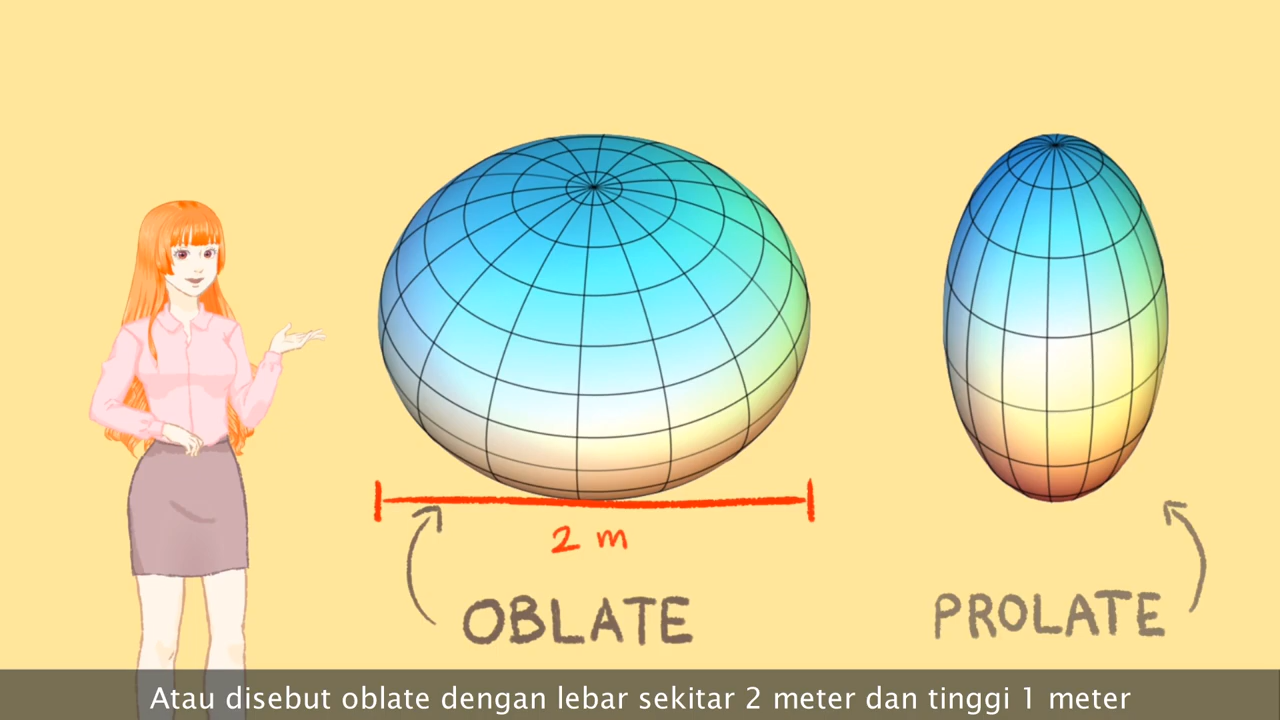 2 m
OBLATE
PROLATE
Atau disebut oblate dengan lebar sekitar 2 meter dan tinggi 1 meter